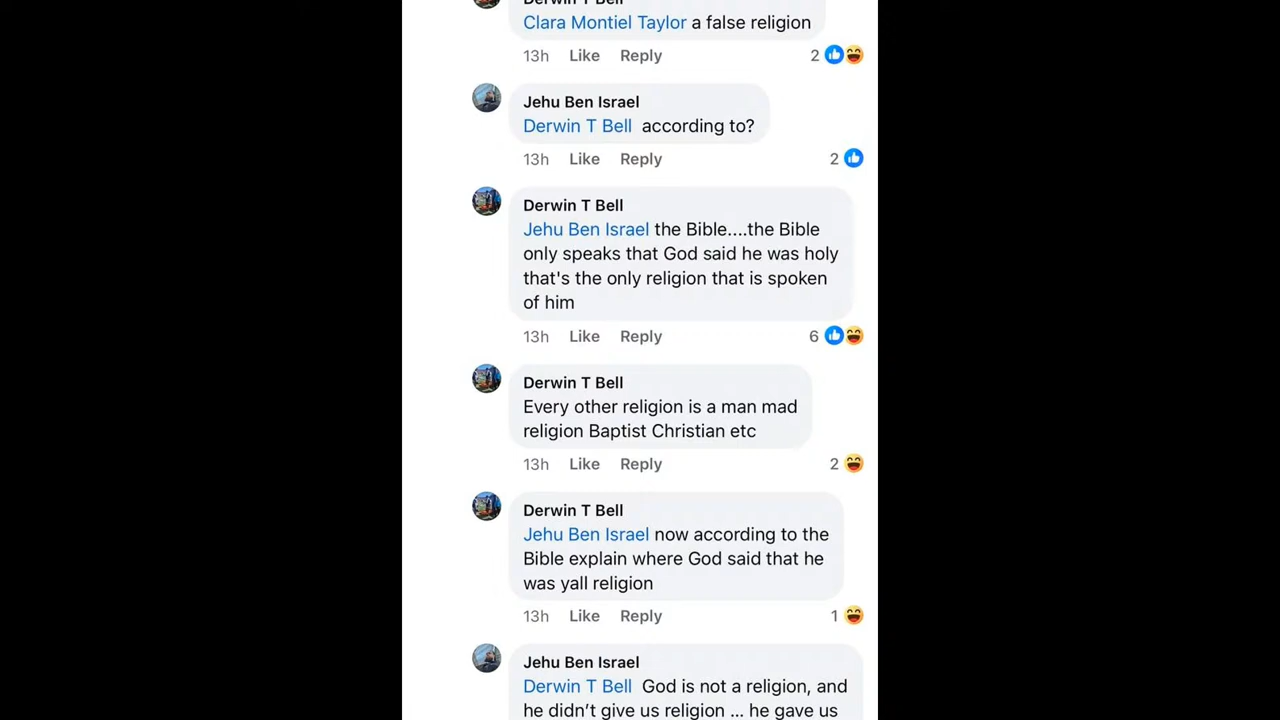 Derwin T Bell
Clara Montiel Taylor a false religion
13h Like Reply 2
Jehu Ben Israel
Derwin T Bell according to?
13h Like Reply 2
Derwin T Bell
Jehu Ben Israel the Bible....the Bible
only speaks that God said he was holy
that's the only religion that is spoken
of him
13h Like Reply 6
Derwin T Bell
Every other religion is a man mad
religion Baptist Christian etc
13h Like Reply 2
Derwin T Bell
Jehu Ben Israel now according to the
Bible explain where God said that he
was yall religion
13h Like Reply 1
Jehu Ben Israel
Derwin T Bell God is not a religion, and
he didn’t give us religion ... he gave us